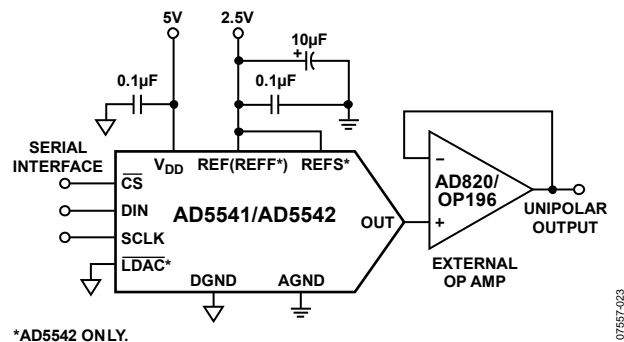 5V
2.5V
10µF
+
0.1µF
0.1µF
SERIAL
INTERFACE
VDD
REF(REFF*)
REFS*
CS
DIN
SCLK
LDAC*
AD5541/AD5542
OUT
DGND
AGND
−
+
AD820/
OP196
UNIPOLAR
OUTPUT
EXTERNAL
OP AMP
*AD5542 ONLY.
07557-023